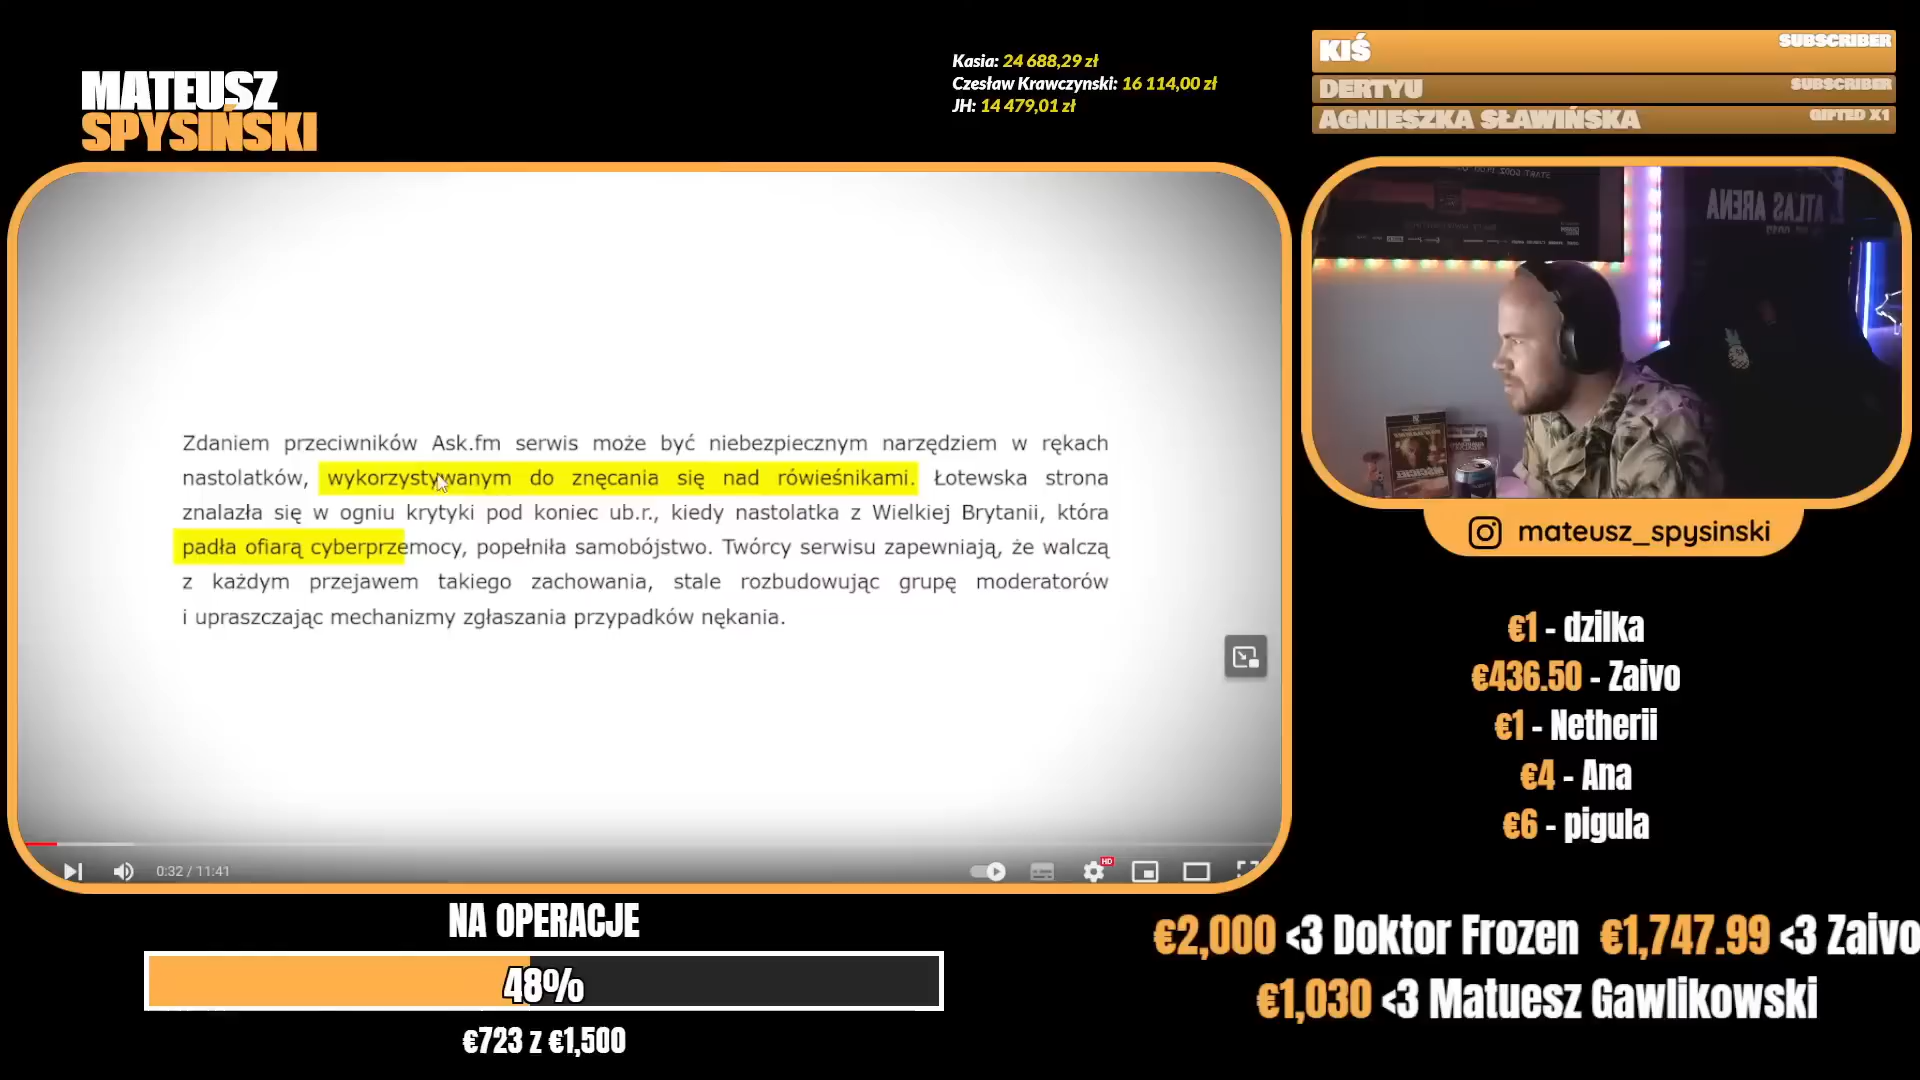 MATEUSZ
SPYSIŃSKI
Kasia: 24 688,29 zł
Czesław Krawczynski: 16 114,00 zł
JH: 14 479,01 zł
KIŚ SUBSCRIBER
DERTYU SUBSCRIBER
AGNIESZKA SŁAWIŃSKA GIFTED X1
ATLAS ARENA
Zdaniem przeciwników Ask.fm serwis może być niebezpiecznym narzędziem w rękach
nastolatków, wykorzystywanym do znęcania się nad rówieśnikami. Łotewska strona
znalazła się w ogniu krytyki pod koniec ub.r., kiedy nastolatka z Wielkiej Brytanii, która
padła ofiarą cyberprzemocy, popełniła samobójstwo. Twórcy serwisu zapewniają, że walczą
z każdym przejawem takiego zachowania, stale rozbudowując grupę moderatorów
i upraszczając mechanizmy zgłaszania przypadków nękania.
0:32 / 11:41
HD
mateusz_spysinski
€1 - dzilka
€436.50 - Zaivo
€1 - Netherii
€4 - Ana
€6 - pigula
NA OPERACJE
48%
€723 z €1,500
€2,000 <3 Doktor Frozen €1,747.99 <3 Zaivo
€1,030 <3 Matuesz Gawlikowski